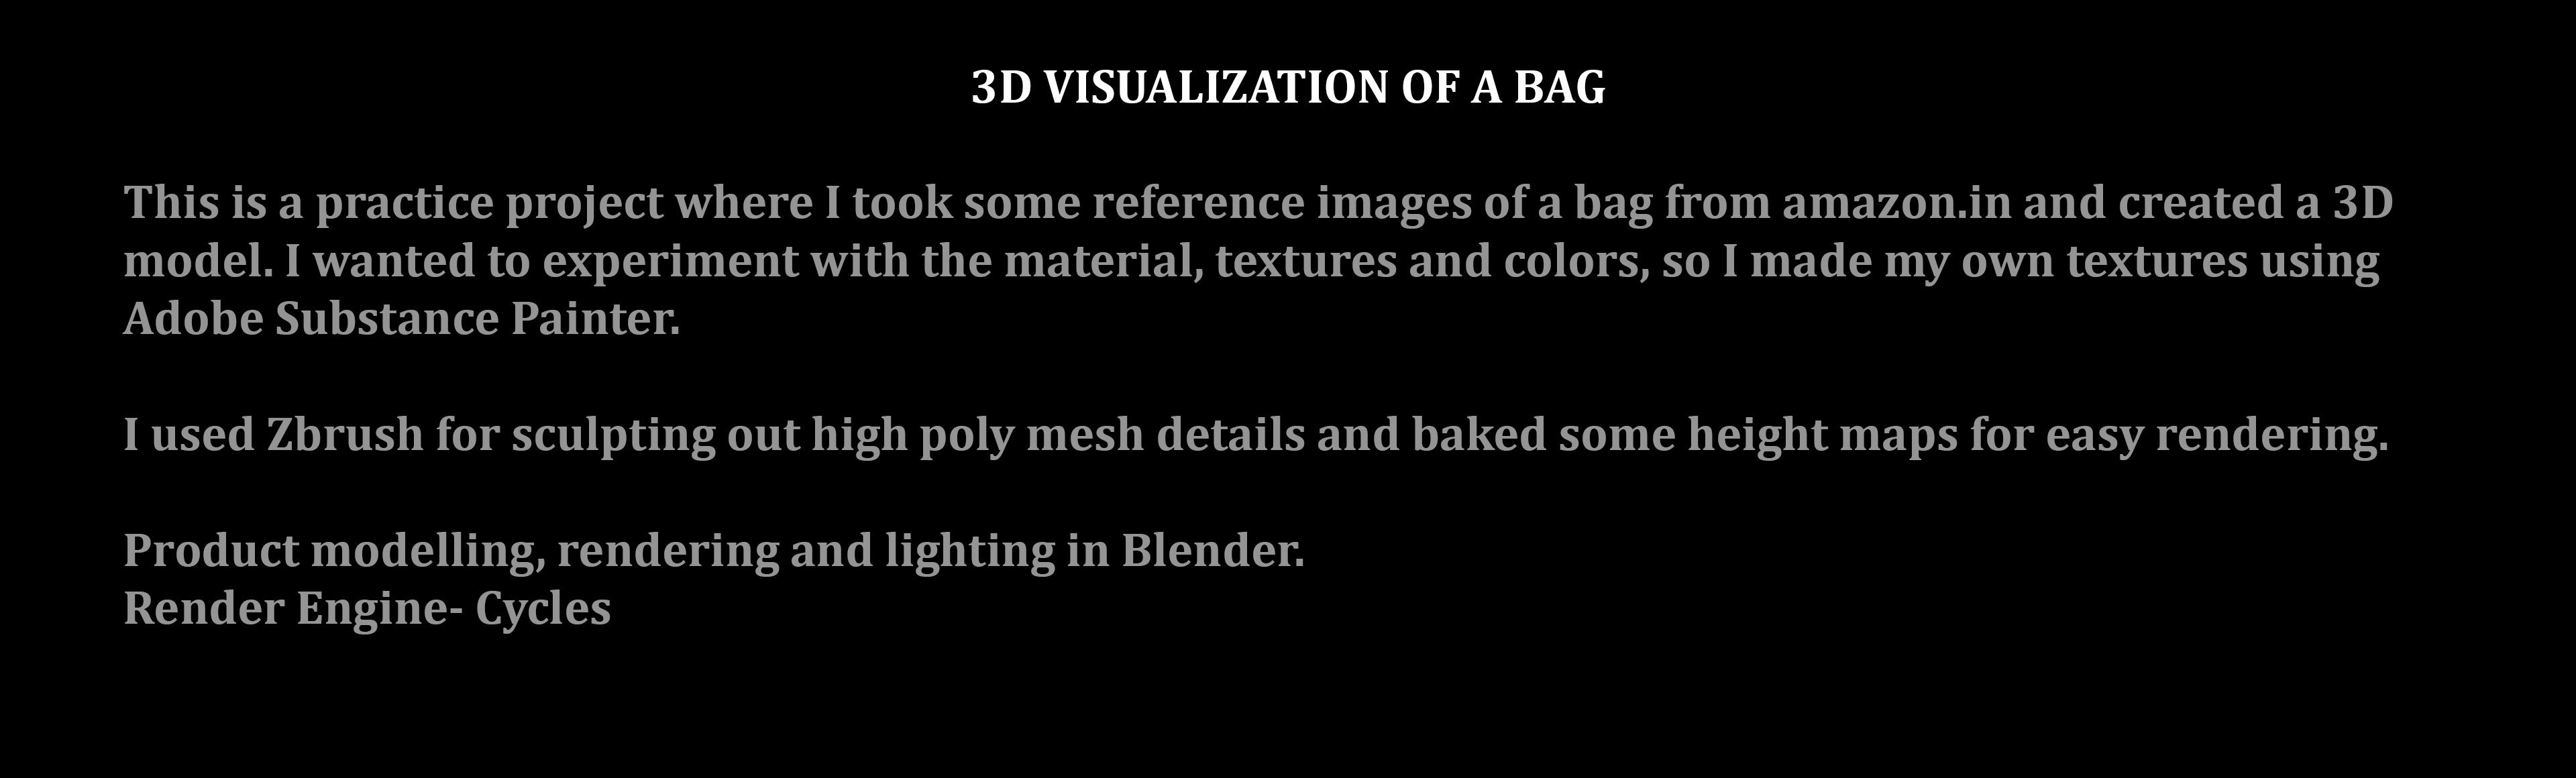 3D VISUALIZATION OF A BAG
This is a practice project where I took some reference images of a bag from amazon.in and created a 3D
model. I wanted to experiment with the material, textures and colors, so I made my own textures using
Adobe Substance Painter.
I used Zbrush for sculpting out high poly mesh details and baked some height maps for easy rendering.
Product modelling, rendering and lighting in Blender.
Render Engine- Cycles